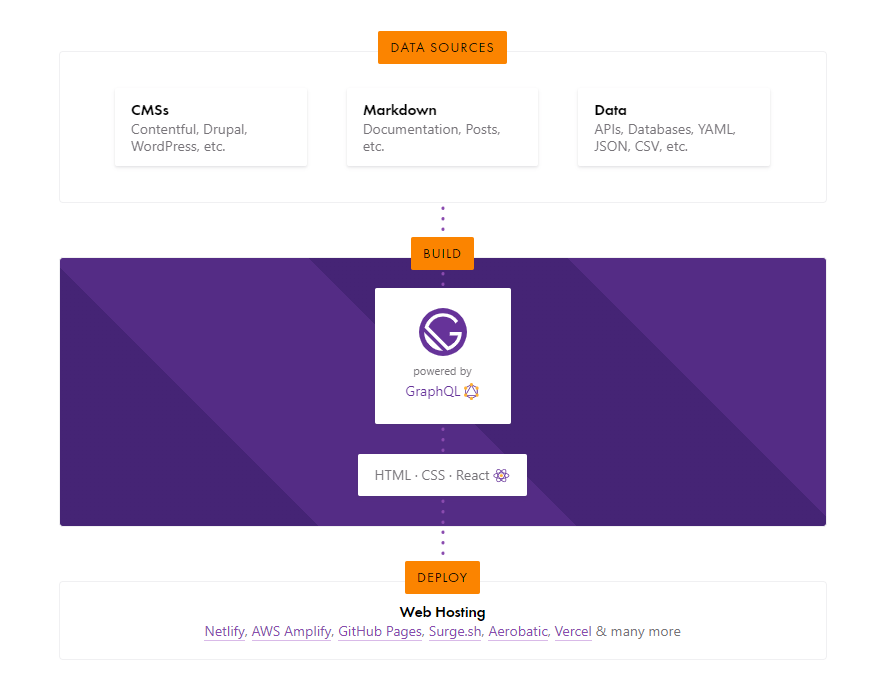 DATA SOURCES
CMSs
Contentful, Drupal,
WordPress, etc.
Markdown
Documentation, Posts,
etc.
Data
APIs, Databases, YAML,
JSON, CSV, etc.
BUILD
powered by
GraphQL
HTML · CSS · React
DEPLOY
Web Hosting
Netlify, AWS Amplify, GitHub Pages, Surge.sh, Aerobatic, Vercel & many more